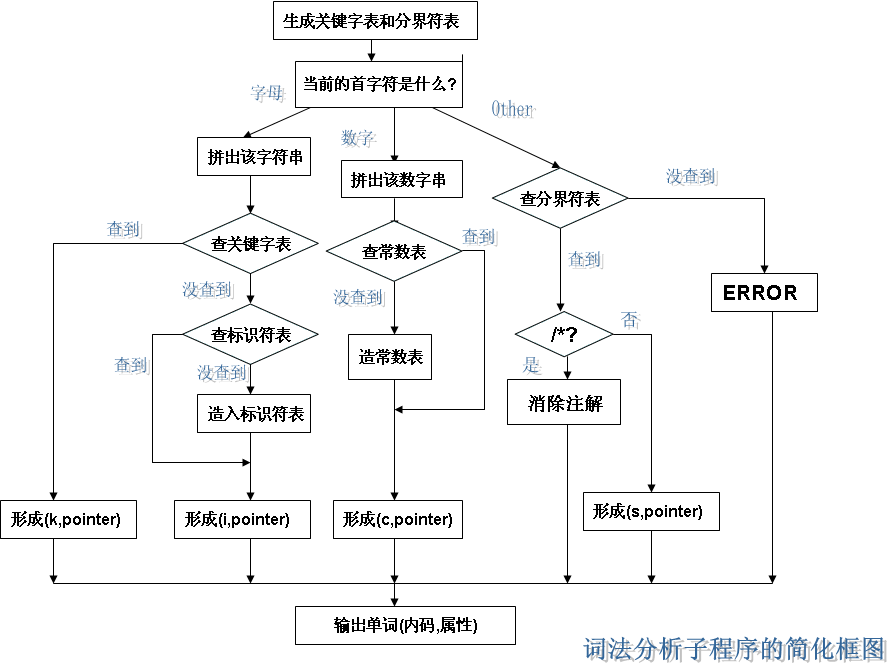 生成关键字表和分界符表
当前的首字符是什么?
字母
数字
Other
拼出该字符串
拼出该数字串
查分界符表
没查到
查到
查关键字表
查常数表
查到
查到
没查到
没查到
ERROR
查标识符表
造常数表
/*?
否
查到
没查到
是
造入标识符表
消除注解
形成(k,pointer)
形成(i,pointer)
形成(c,pointer)
形成(s,pointer)
输出单词(内码,属性)
词法分析子程序的简化框图